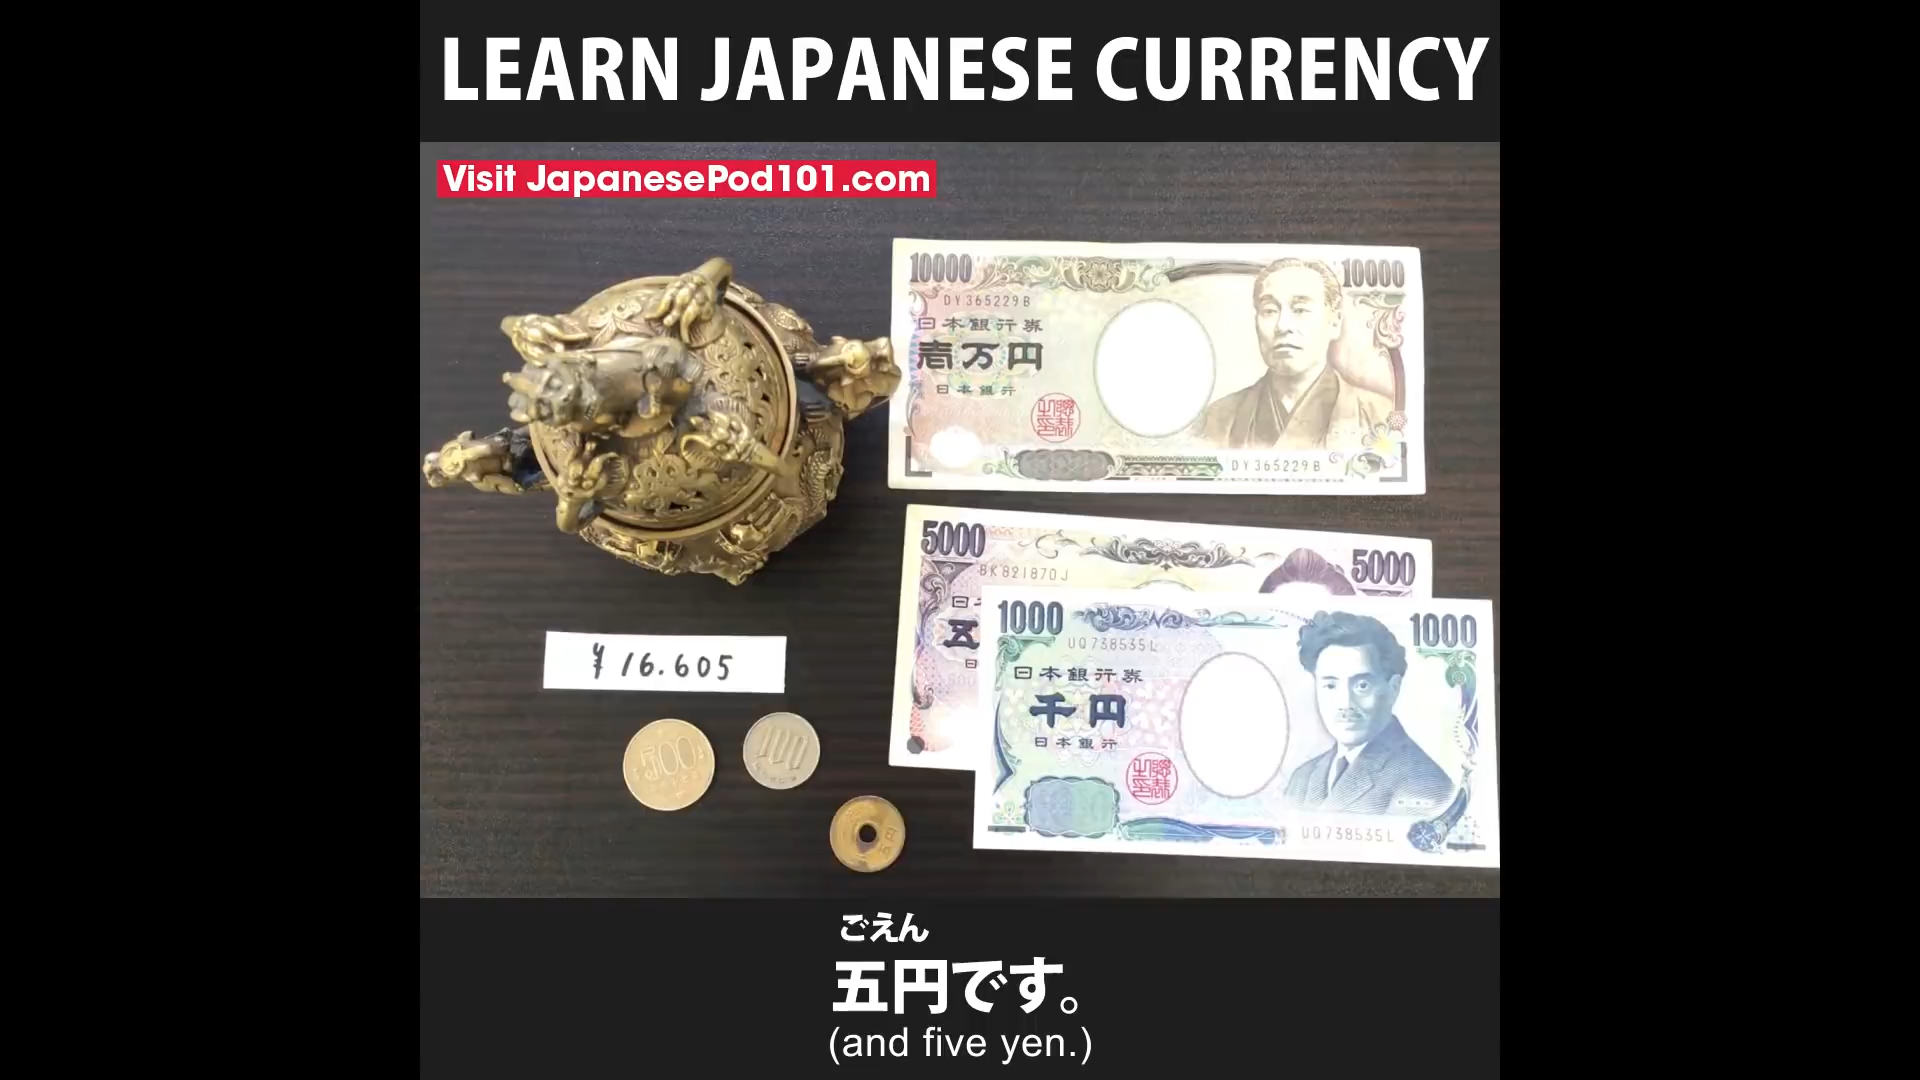 LEARN JAPANESE CURRENCY
Visit JapanesePod101.com
10000
10000
DY365229B
日本銀行券
壱万円
日本銀行
DY365229B
5000
5000
BK821870J
五
1000
1000
UQ738535L
日本銀行券
千円
日本銀行
UQ738535L
¥16.605
500
100
ごえん
五円です。
(and five yen.)